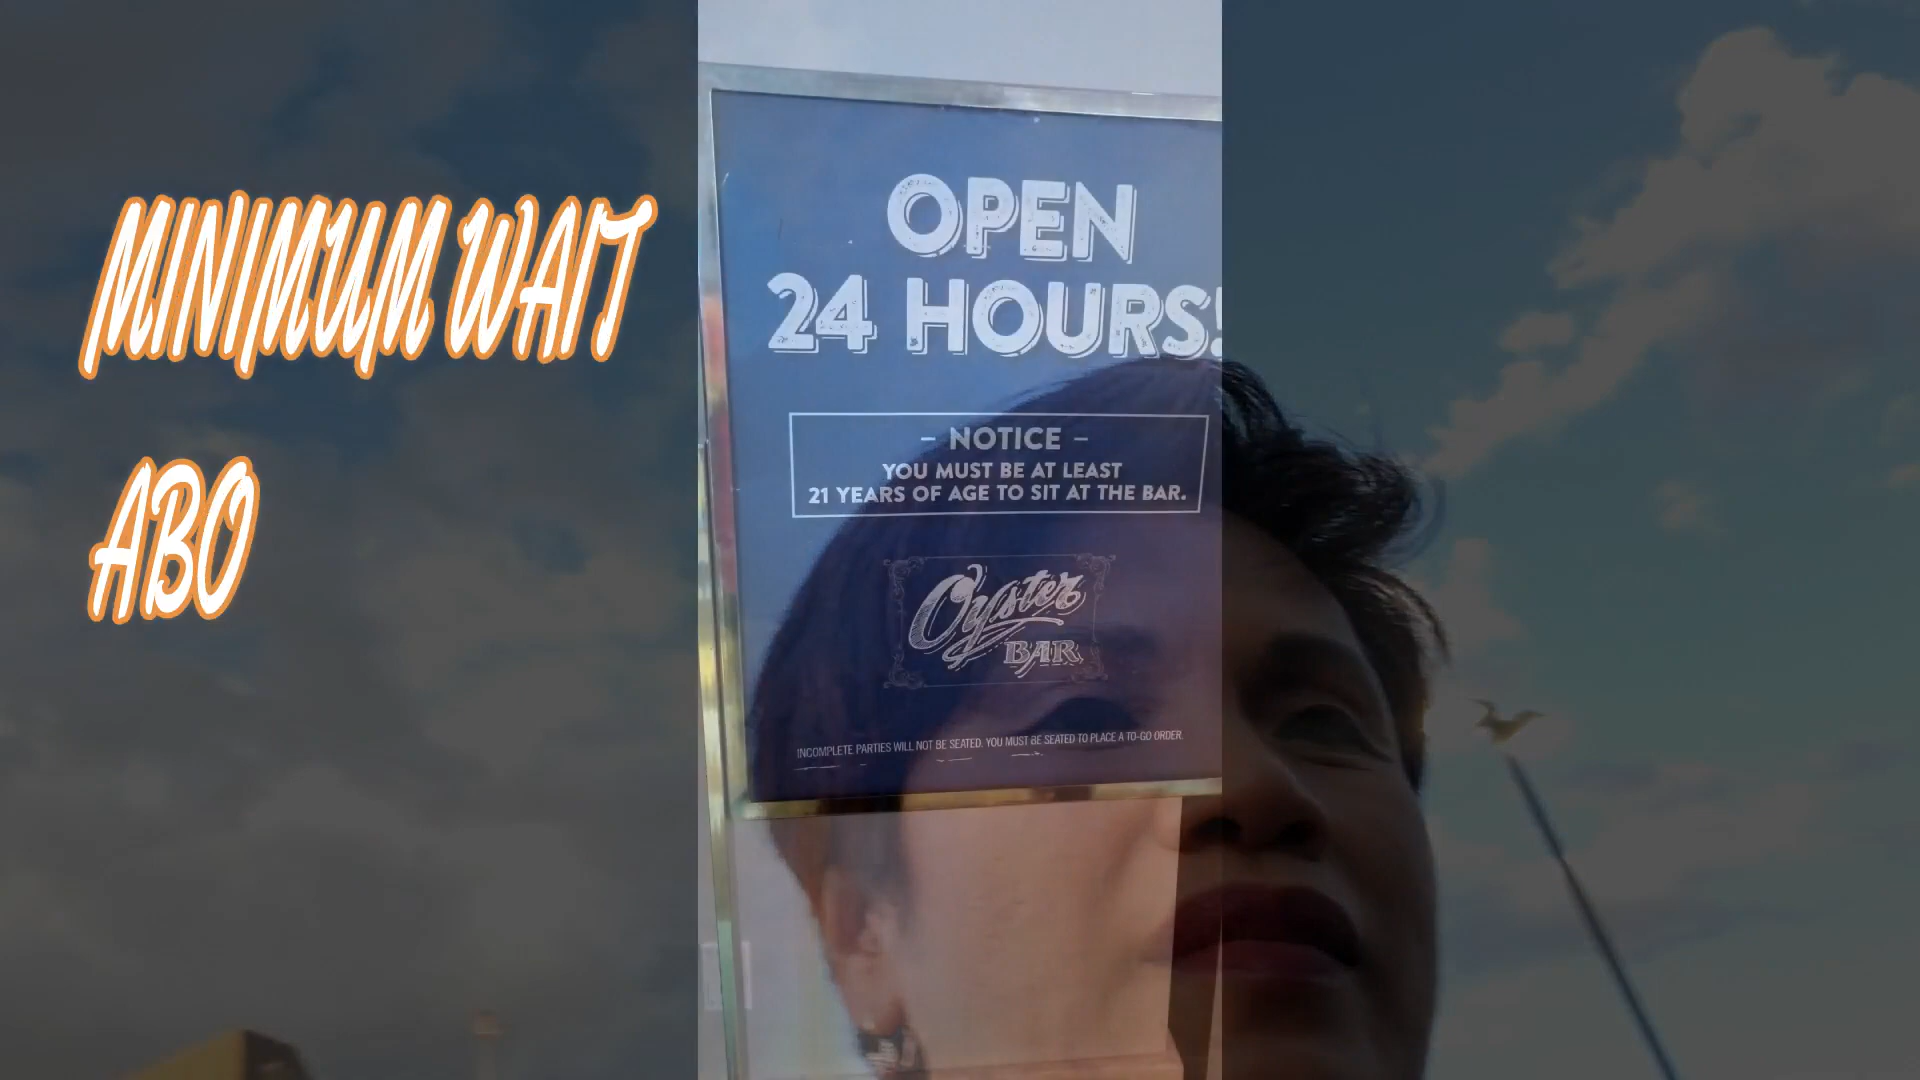 MINIMUM WAIT
ABO
OPEN
24 HOURS!
– NOTICE –
YOU MUST BE AT LEAST
21 YEARS OF AGE TO SIT AT THE BAR.
Oyster
BAR
INCOMPLETE PARTIES WILL NOT BE SEATED. YOU MUST BE SEATED TO PLACE A TO-GO ORDER.